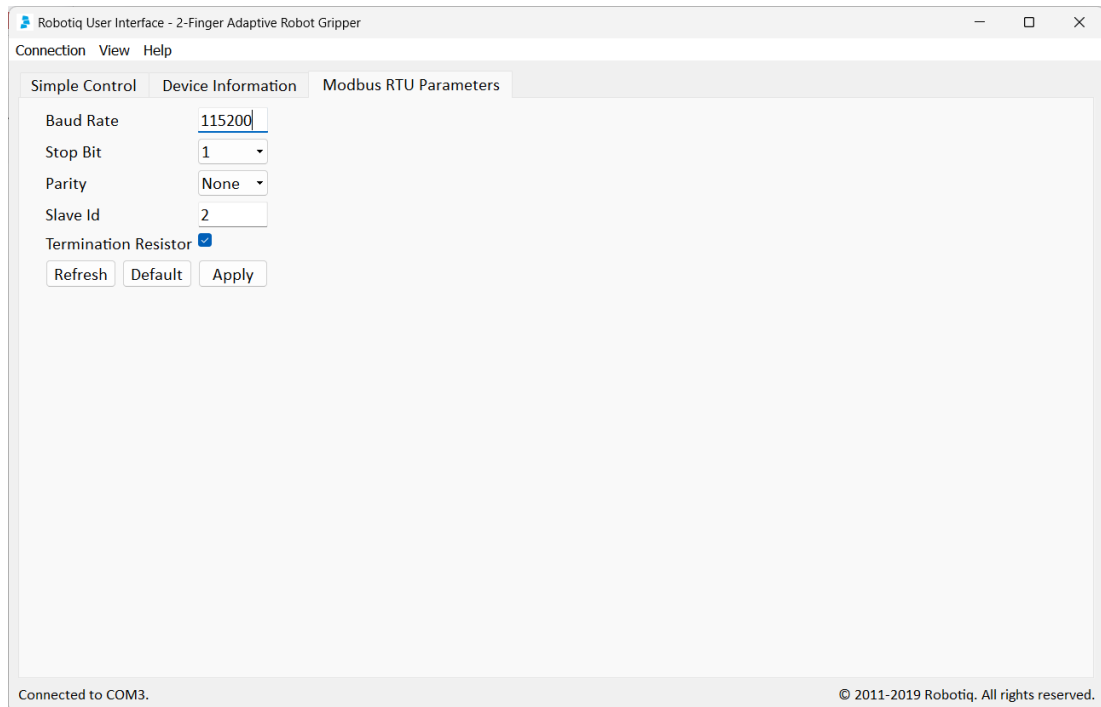 Robotiq User Interface - 2-Finger Adaptive Robot Gripper
Connection View Help
Simple Control Device Information Modbus RTU Parameters
Baud Rate 115200
Stop Bit 1
Parity None
Slave Id 2
Termination Resistor
Refresh Default Apply
Connected to COM3. © 2011-2019 Robotiq. All rights reserved.